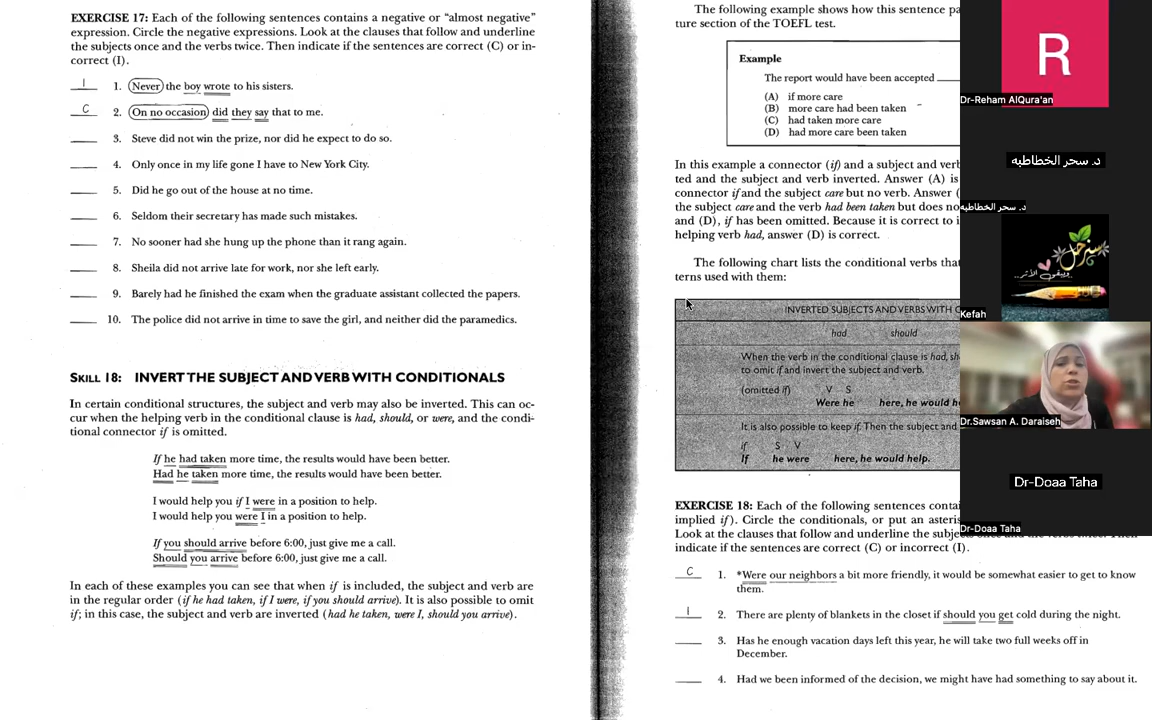 EXERCISE 17: Each of the following sentences contains a negative or “almost negative”
expression. Circle the negative expressions. Look at the clauses that follow and underline
the subjects once and the verbs twice. Then indicate if the sentences are correct (C) or in-
correct (I).
I 1. Never the boy wrote to his sisters.
C 2. On no occasion did they say that to me.
3. Steve did not win the prize, nor did he expect to do so.
4. Only once in my life gone I have to New York City.
5. Did he go out of the house at no time.
6. Seldom their secretary has made such mistakes.
7. No sooner had she hung up the phone than it rang again.
8. Sheila did not arrive late for work, nor she left early.
9. Barely had he finished the exam when the graduate assistant collected the papers.
10. The police did not arrive in time to save the girl, and neither did the paramedics.
SKILL 18: INVERT THE SUBJECT AND VERB WITH CONDITIONALS
In certain conditional structures, the subject and verb may also be inverted. This can oc-
cur when the helping verb in the conditional clause is had, should, or were, and the condi-
tional connector if is omitted.
If he had taken more time, the results would have been better.
Had he taken more time, the results would have been better.
I would help you if I were in a position to help.
I would help you were I in a position to help.
If you should arrive before 6:00, just give me a call.
Should you arrive before 6:00, just give me a call.
In each of these examples you can see that when if is included, the subject and verb are
in the regular order (if he had taken, if I were, if you should arrive). It is also possible to omit
if; in this case, the subject and verb are inverted (had he taken, were I, should you arrive).
The following example shows how this sentence pa
ture section of the TOEFL test.
Example
The report would have been accepted
(A) if more care
(B) more care had been taken
(C) had taken more care
(D) had more care been taken
In this example a connector (if) and a subject and verb
ted and the subject and verb inverted. Answer (A) is
connector if and the subject care but no verb. Answer (
the subject care and the verb had been taken but does no
and (D), if has been omitted. Because it is correct to i
helping verb had, answer (D) is correct.
The following chart lists the conditional verbs that
terns used with them:
INVERTED SUBJECTS AND VERBS WITH C
had should
When the verb in the conditional clause is had, sh
to omit if and invert the subject and verb.
(omitted if) V S
Were he here, he would h
It is also possible to keep if. Then the subject and
if S V
If he were here, he would help.
EXERCISE 18: Each of the following sentences contai
implied if). Circle the conditionals, or put an asteris
Look at the clauses that follow and underline the subje
indicate if the sentences are correct (C) or incorrect (I).
C 1. *Were our neighbors a bit more friendly, it would be somewhat easier to get to know
them.
I 2. There are plenty of blankets in the closet if should you get cold during the night.
3. Has he enough vacation days left this year, he will take two full weeks off in
December.
4. Had we been informed of the decision, we might have had something to say about it.
R
Dr-Reham AlQura'an
د. سحر الخطاطبه
د. سحر الخطاطبه
سنرحل
ويبقى الأثر..
Kefah
Dr.Sawsan A. Daraiseh
Dr-Doaa Taha
Dr-Doaa Taha